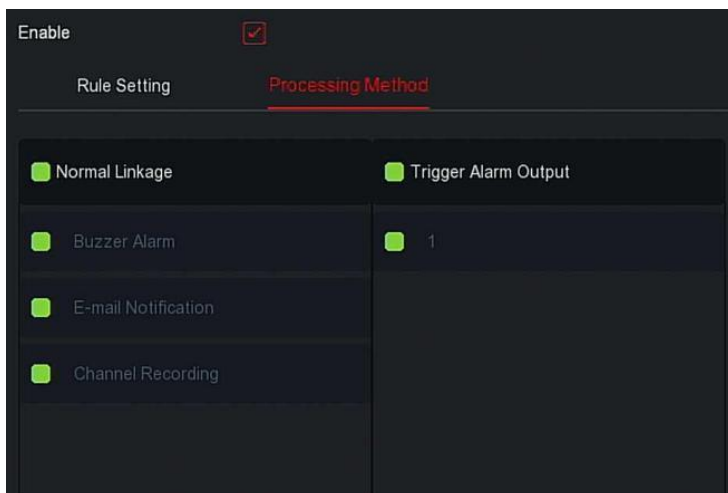 Enable
Rule Setting
Processing Method
Normal Linkage
Trigger Alarm Output
Buzzer Alarm
1
E-mail Notification
Channel Recording